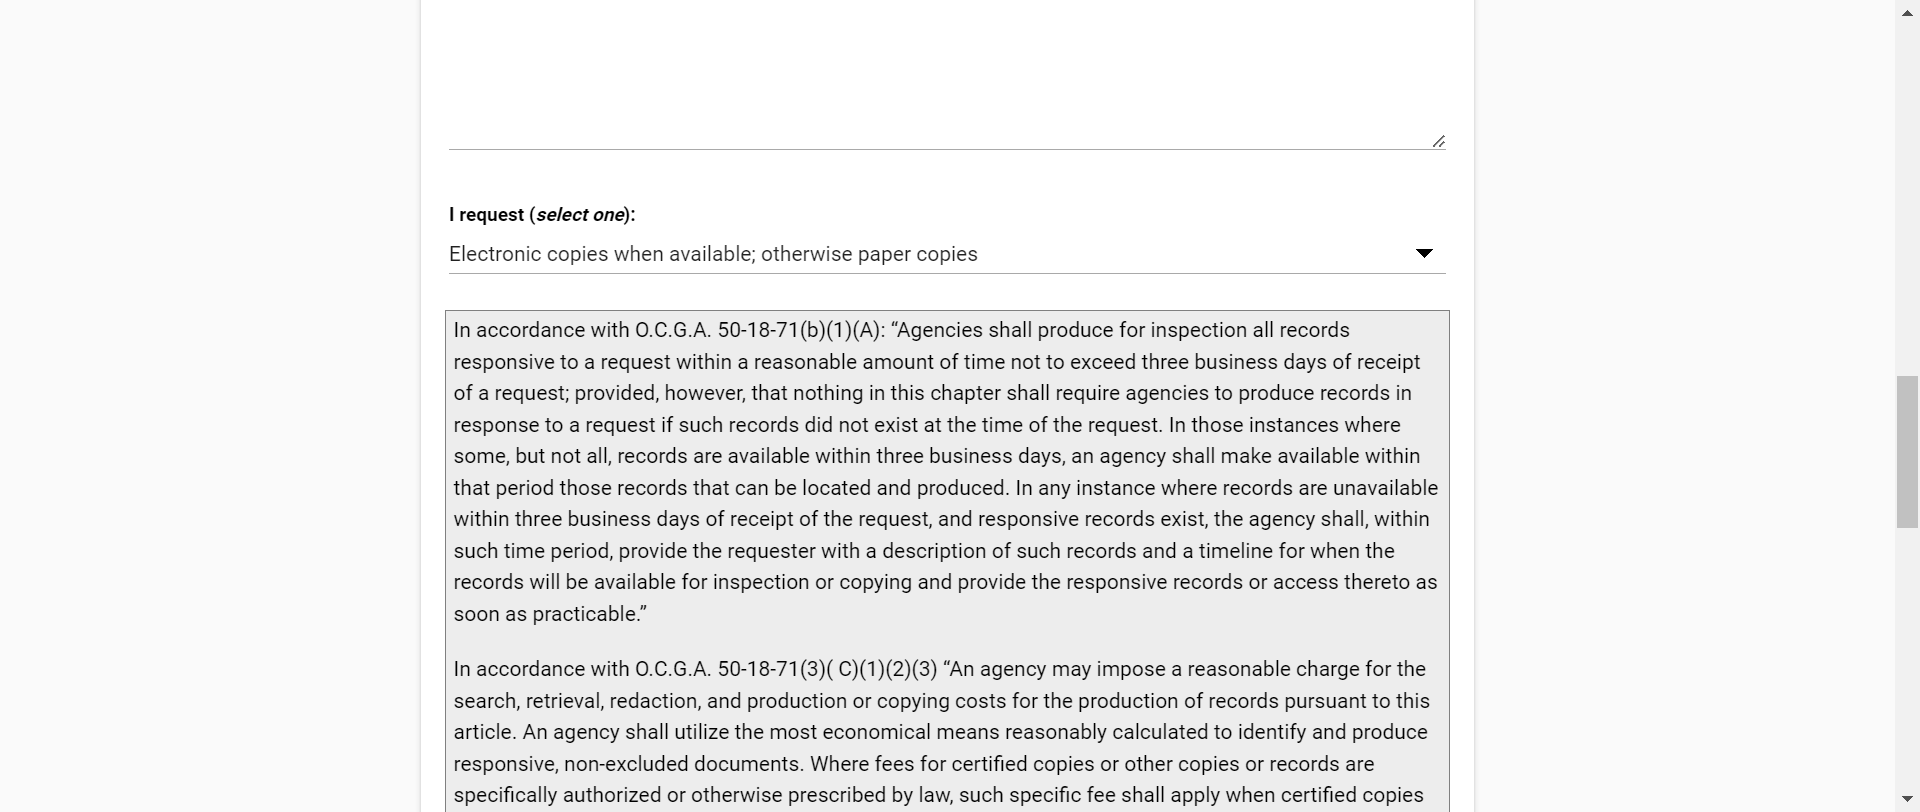 I request (select one):
Electronic copies when available; otherwise paper copies
In accordance with O.C.G.A. 50-18-71(b)(1)(A): “Agencies shall produce for inspection all records
responsive to a request within a reasonable amount of time not to exceed three business days of receipt
of a request; provided, however, that nothing in this chapter shall require agencies to produce records in
response to a request if such records did not exist at the time of the request. In those instances where
some, but not all, records are available within three business days, an agency shall make available within
that period those records that can be located and produced. In any instance where records are unavailable
within three business days of receipt of the request, and responsive records exist, the agency shall, within
such time period, provide the requester with a description of such records and a timeline for when the
records will be available for inspection or copying and provide the responsive records or access thereto as
soon as practicable.”
In accordance with O.C.G.A. 50-18-71(3)( C)(1)(2)(3) “An agency may impose a reasonable charge for the
search, retrieval, redaction, and production or copying costs for the production of records pursuant to this
article. An agency shall utilize the most economical means reasonably calculated to identify and produce
responsive, non-excluded documents. Where fees for certified copies or other copies or records are
specifically authorized or otherwise prescribed by law, such specific fee shall apply when certified copies